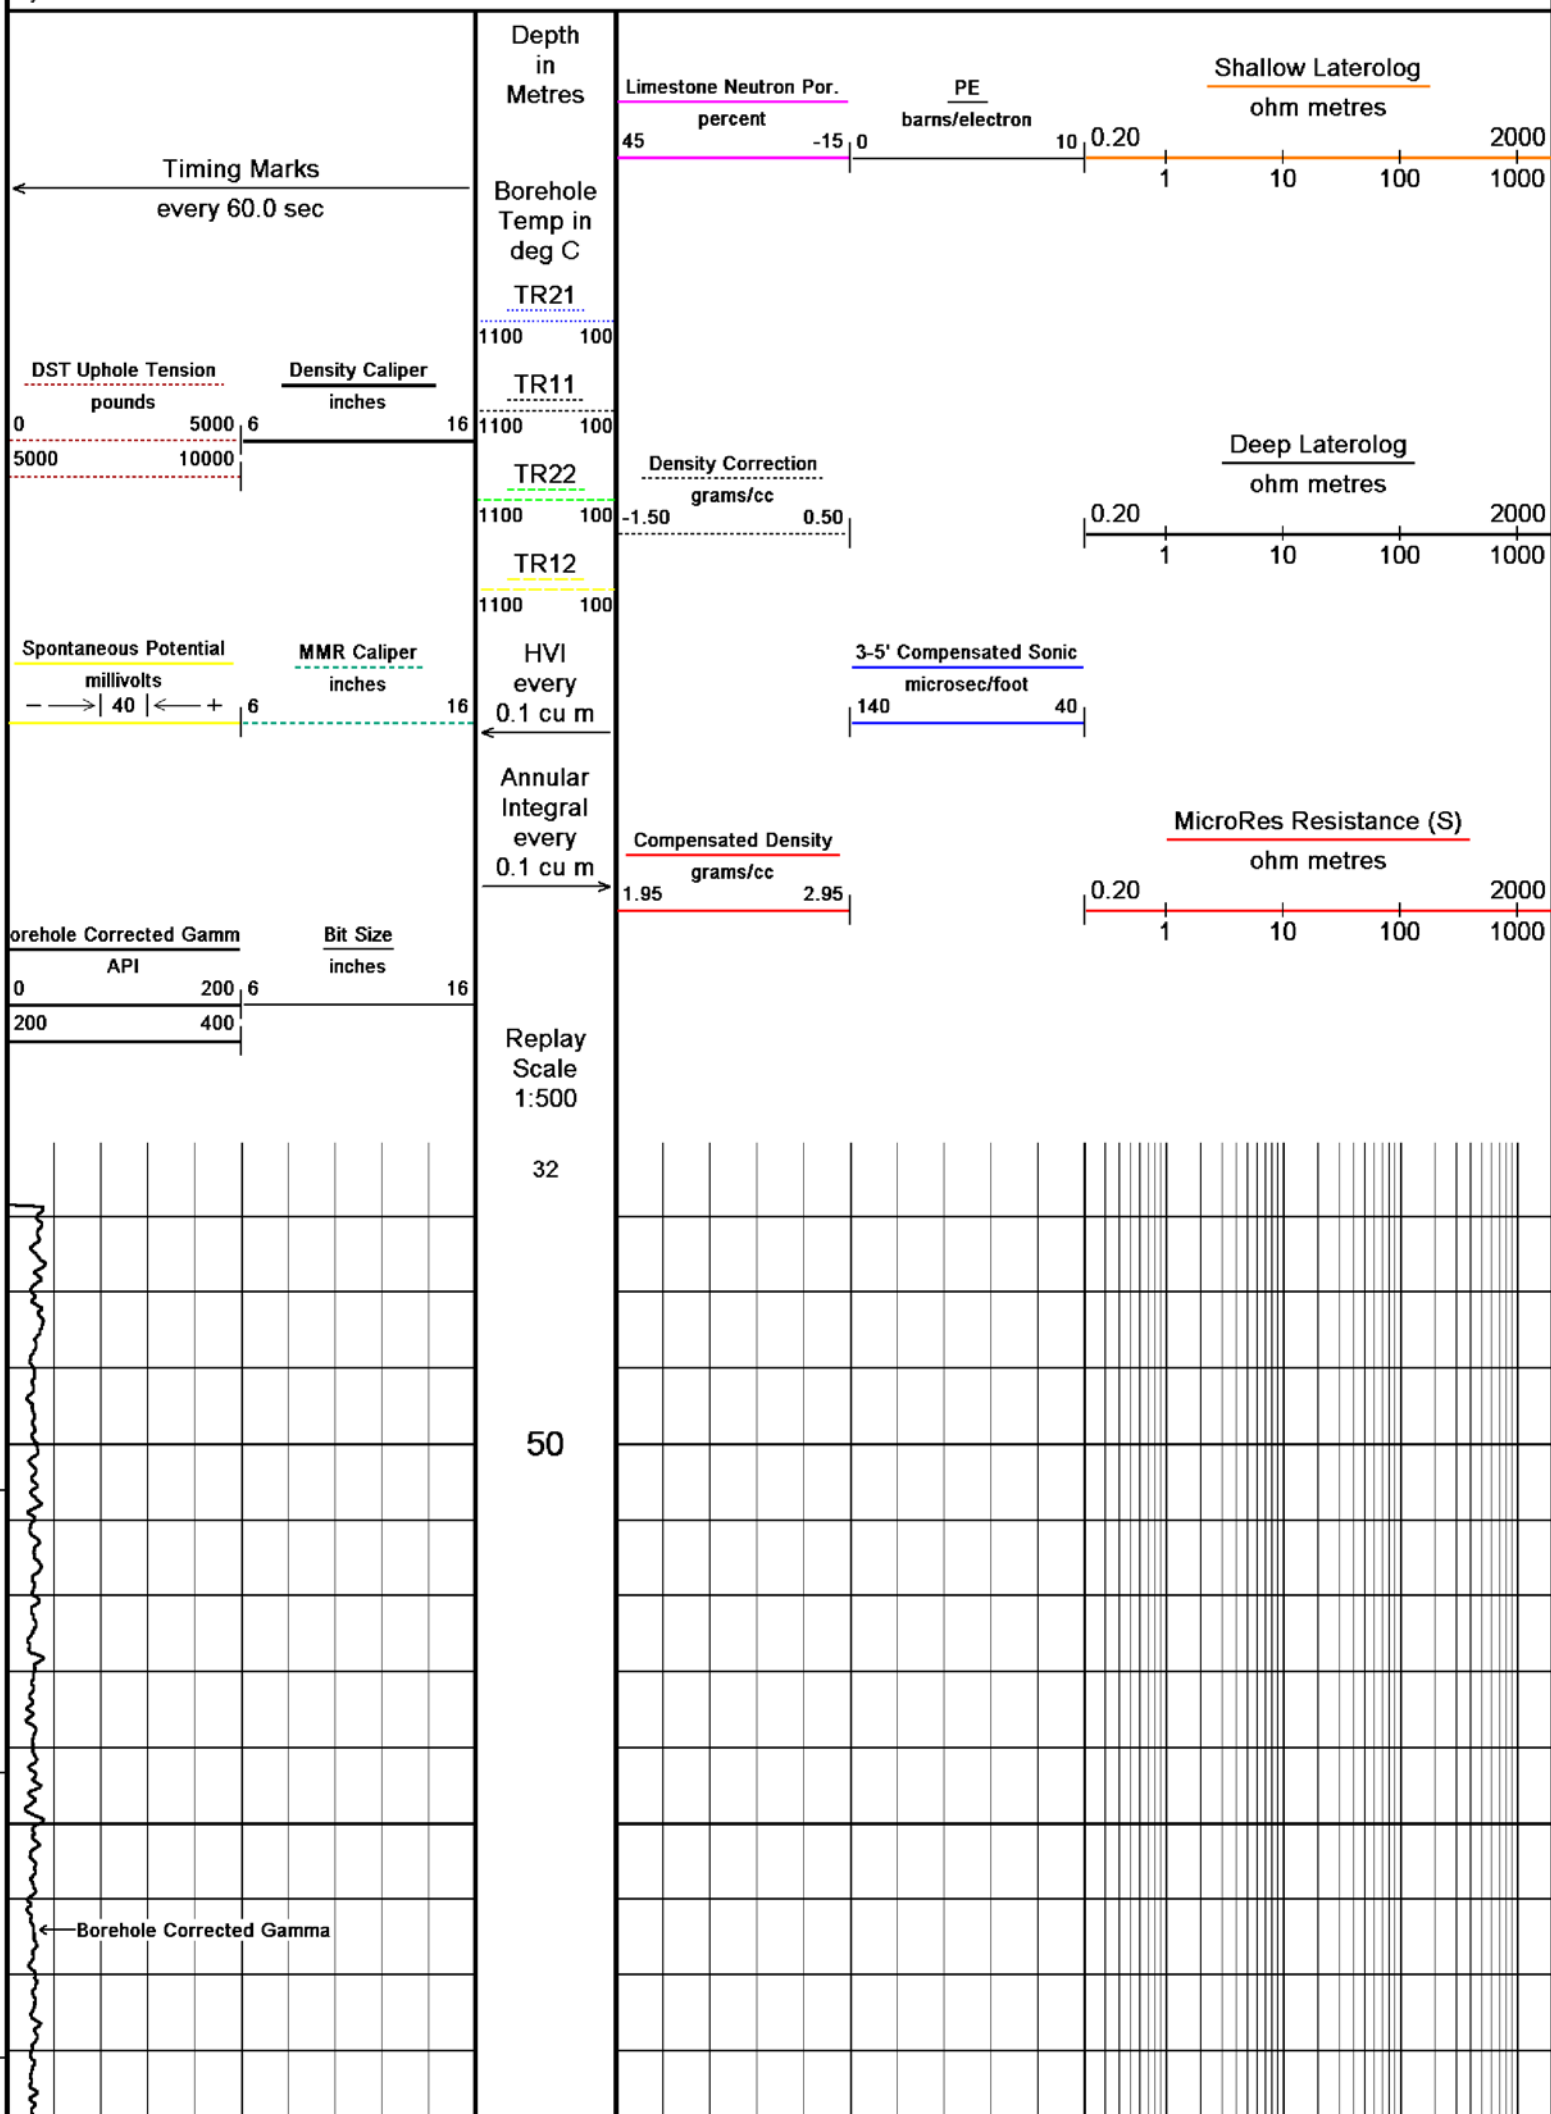 Depth
in
Metres
Borehole
Temp in
deg C
Timing Marks
every 60.0 sec
Limestone Neutron Por.
percent
45 -15
PE
barns/electron
0 10
Shallow Laterolog
ohm metres
0.20 2000
1 10 100 1000
TR21
1100 100
TR11
1100 100
TR22
1100 100
TR12
1100 100
DST Uphole Tension
pounds
0 5000
5000 10000
Density Caliper
inches
6 16
Density Correction
grams/cc
-1.50 0.50
Deep Laterolog
ohm metres
0.20 2000
1 10 100 1000
Spontaneous Potential
millivolts
− 40 +
MMR Caliper
inches
6 16
HVI
every
0.1 cu m
3-5' Compensated Sonic
microsec/foot
140 40
Annular
Integral
every
0.1 cu m
Compensated Density
grams/cc
1.95 2.95
MicroRes Resistance (S)
ohm metres
0.20 2000
1 10 100 1000
orehole Corrected Gamm
API
0 200
200 400
Bit Size
inches
6 16
Replay
Scale
1:500
32
50
Borehole Corrected Gamma